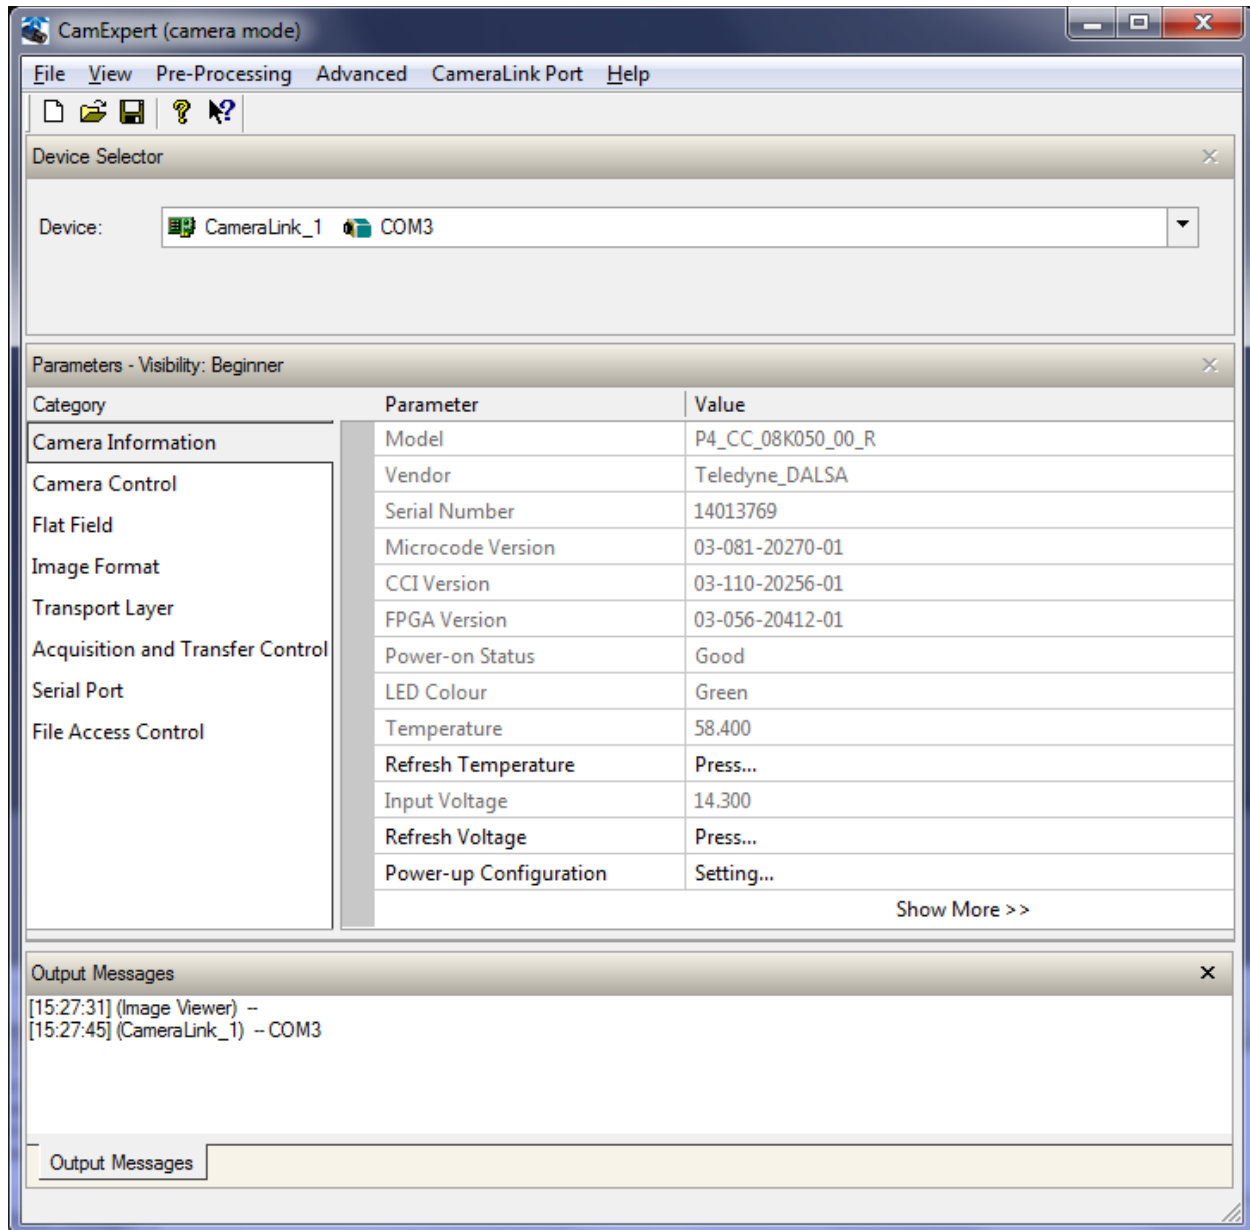 CamExpert (camera mode)
File View Pre-Processing Advanced CameraLink Port Help
Device Selector
Device: CameraLink_1 COM3
Parameters - Visibility: Beginner
Category Parameter Value
Camera Information Model P4_CC_08K050_00_R
Camera Control Vendor Teledyne_DALSA
Flat Field Serial Number 14013769
Image Format Microcode Version 03-081-20270-01
CCI Version 03-110-20256-01
Transport Layer FPGA Version 03-056-20412-01
Acquisition and Transfer Control Power-on Status Good
Serial Port LED Colour Green
File Access Control Temperature 58.400
Refresh Temperature Press...
Input Voltage 14.300
Refresh Voltage Press...
Power-up Configuration Setting...
Show More >>
Output Messages
[15:27:31] (Image Viewer) --
[15:27:45] (CameraLink_1) -- COM3
Output Messages